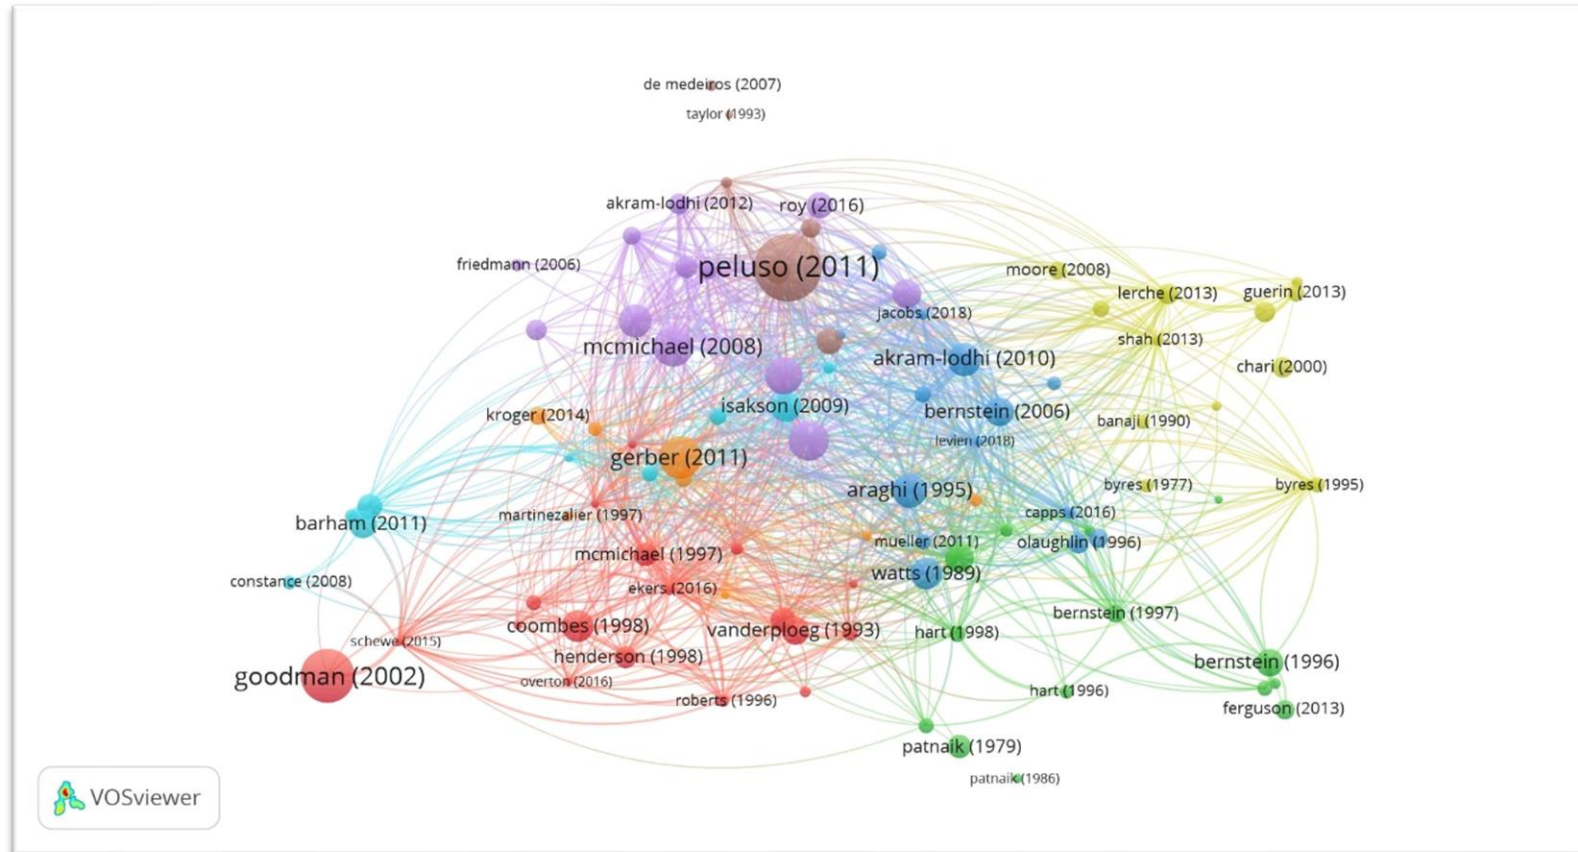 de medeiros (2007)
taylor (1993)
akram-lodhi (2012)
roy (2016)
friedmann (2006)
peluso (2011)
moore (2008)
lerche (2013)
guerin (2013)
jacobs (2018)
shah (2013)
mcmichael (2008)
akram-lodhi (2010)
chari (2000)
isakson (2009)
bernstein (2006)
kroger (2014)
banaji (1990)
levien (2018)
gerber (2011)
araghi (1995)
byres (1977)
byres (1995)
martinezalier (1997)
capps (2016)
barham (2011)
mueller (2011)
olaughlin (1996)
mcmichael (1997)
watts (1989)
constance (2008)
ekers (2016)
bernstein (1997)
coombes (1998)
vanderploeg (1993)
hart (1998)
schewe (2015)
henderson (1998)
bernstein (1996)
goodman (2002)
overton (2016)
hart (1996)
roberts (1996)
ferguson (2013)
patnaik (1979)
patnaik (1986)
VOSviewer